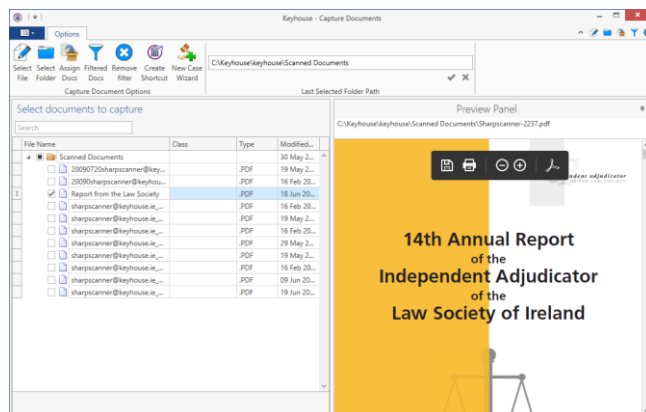 Keyhouse - Capture Documents
Options
Select File
Select Folder
Assign Docs
Filtered Docs
Remove filter
Create Shortcut
New Case Wizard
Capture Document Options
C:\Keyhouse\keyhouse\Scanned Documents
Last Selected Folder Path
Select documents to capture
Search
File Name Class Type Modified...
Scanned Documents 30 May 2...
20090720sharpscanner@key... .PDF 19 May 2...
20090sharpscanner@keyhou... .PDF 16 Feb 20...
Report from the Law Society .PDF 18 Jun 20...
sharpscanner@keyhouse.ie_... .PDF 16 Feb 20...
sharpscanner@keyhouse.ie_... .PDF 19 May 2...
sharpscanner@keyhouse.ie_... .PDF 16 Feb 20...
sharpscanner@keyhouse.ie_... .PDF 29 May 2...
sharpscanner@keyhouse.ie_... .PDF 19 May 2...
sharpscanner@keyhouse.ie_... .PDF 16 Feb 20...
sharpscanner@keyhouse.ie_... .PDF 09 Jun 20...
sharpscanner@keyhouse.ie_... .PDF 19 Jun 20...
Preview Panel
C:\Keyhouse\keyhouse\Scanned Documents\Sharpscanner-2237.pdf
adjudicator
LAW SOCIETY
14th Annual Report
of the
Independent Adjudicator
of the
Law Society of Ireland